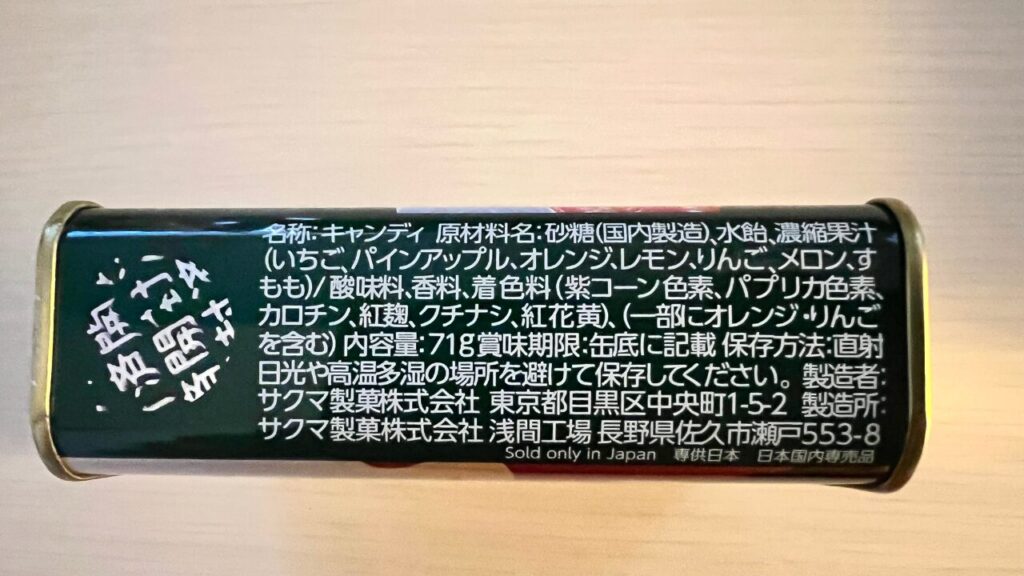 名称:キャンディ 原材料名:砂糖(国内製造)、水飴、濃縮果汁
(いちご、パインアップル、オレンジ、レモン、りんご、メロン、す
もも)/酸味料、香料、着色料(紫コーン色素、パプリカ色素、
カロチン、紅麹、クチナシ、紅花黄)、(一部にオレンジ・りんご
を含む) 内容量:71g 賞味期限:缶底に記載 保存方法:直射
日光や高温多湿の場所を避けて保存してください。 製造者:
サクマ製菓株式会社 東京都目黒区中央町1-5-2 製造所:
サクマ製菓株式会社 浅間工場 長野県佐久市瀬戸553-8
Sold only in Japan 専供日本 日本国内専売品